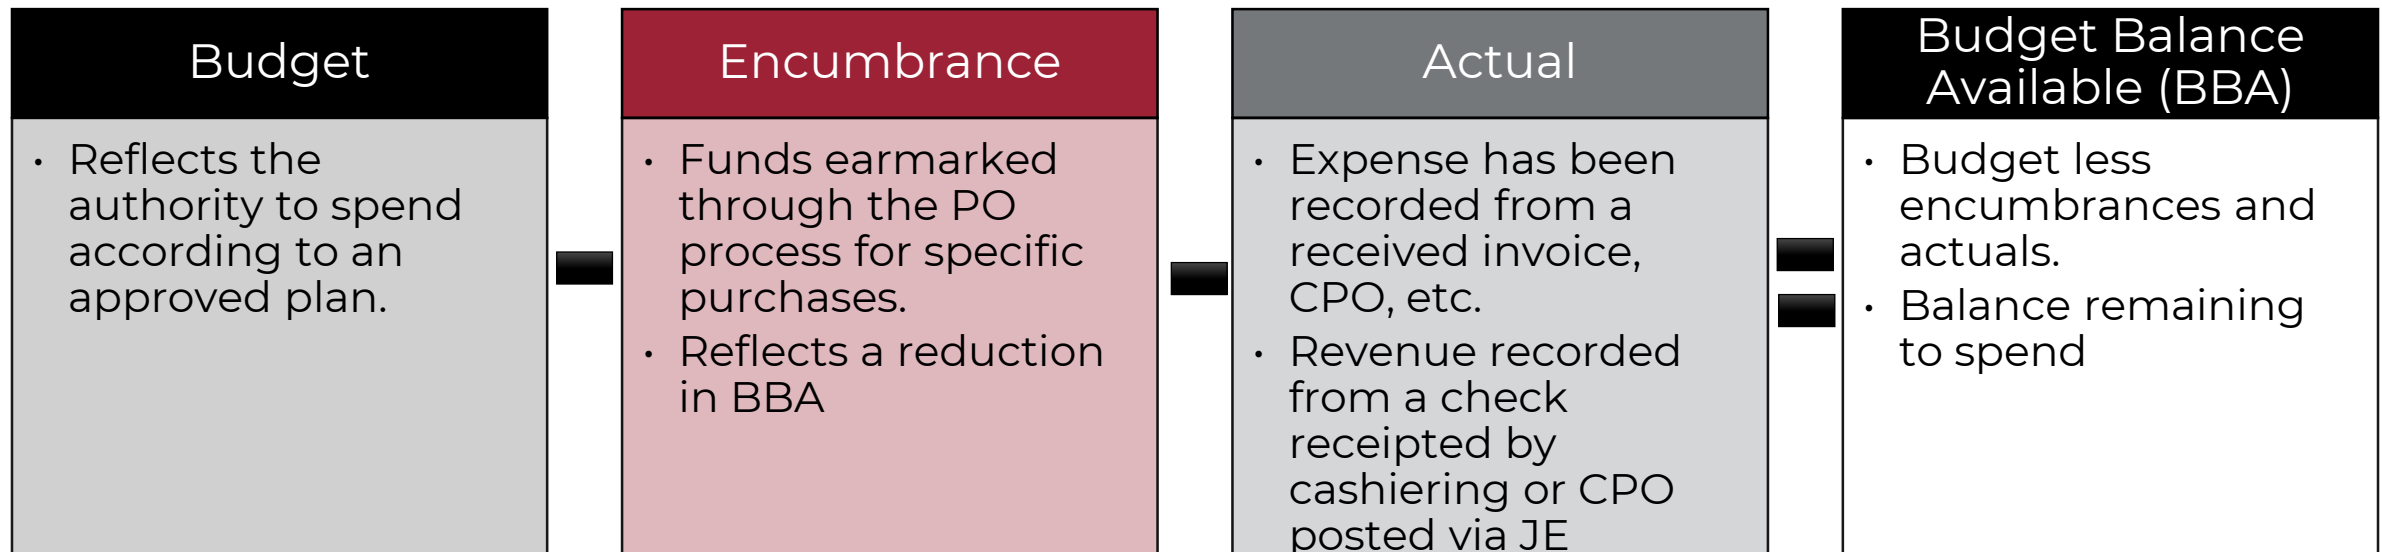 Budget
• Reflects the
authority to spend
according to an
approved plan.
Encumbrance
• Funds earmarked
through the PO
process for specific
purchases.
• Reflects a reduction
in BBA
Actual
• Expense has been
recorded from a
received invoice,
CPO, etc.
• Revenue recorded
from a check
receipted by
cashiering or CPO
posted via JE
Budget Balance
Available (BBA)
• Budget less
encumbrances and
actuals.
• Balance remaining
to spend